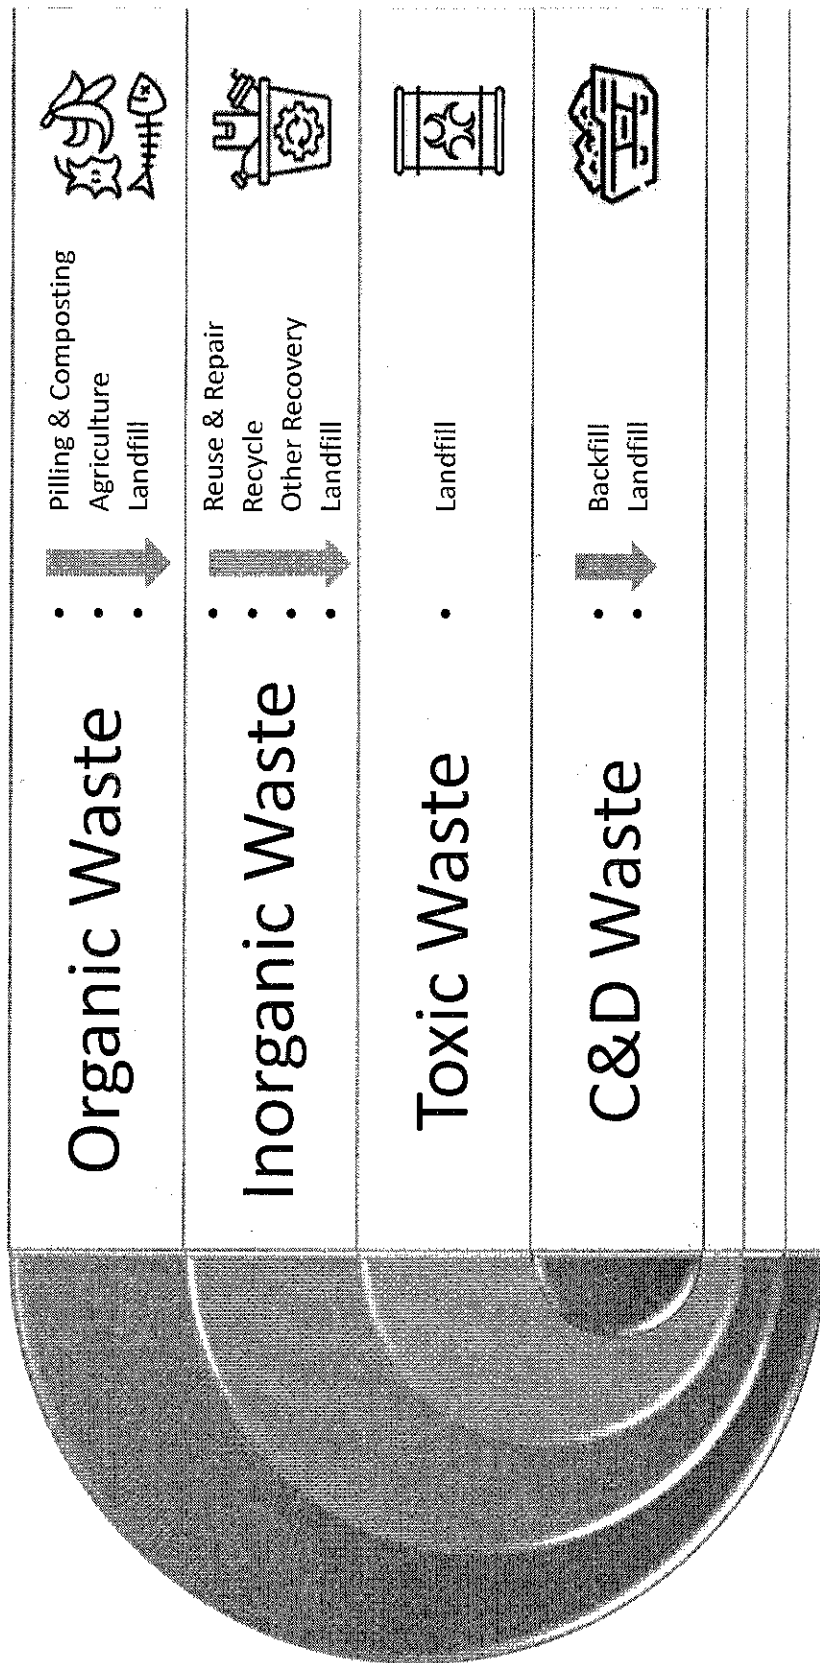 Organic Waste
• Pilling & Composting
• Agriculture
• Landfill
Inorganic Waste
• Reuse & Repair
• Recycle
• Other Recovery
• Landfill
Toxic Waste
• Landfill
C&D Waste
• Backfill
• Landfill